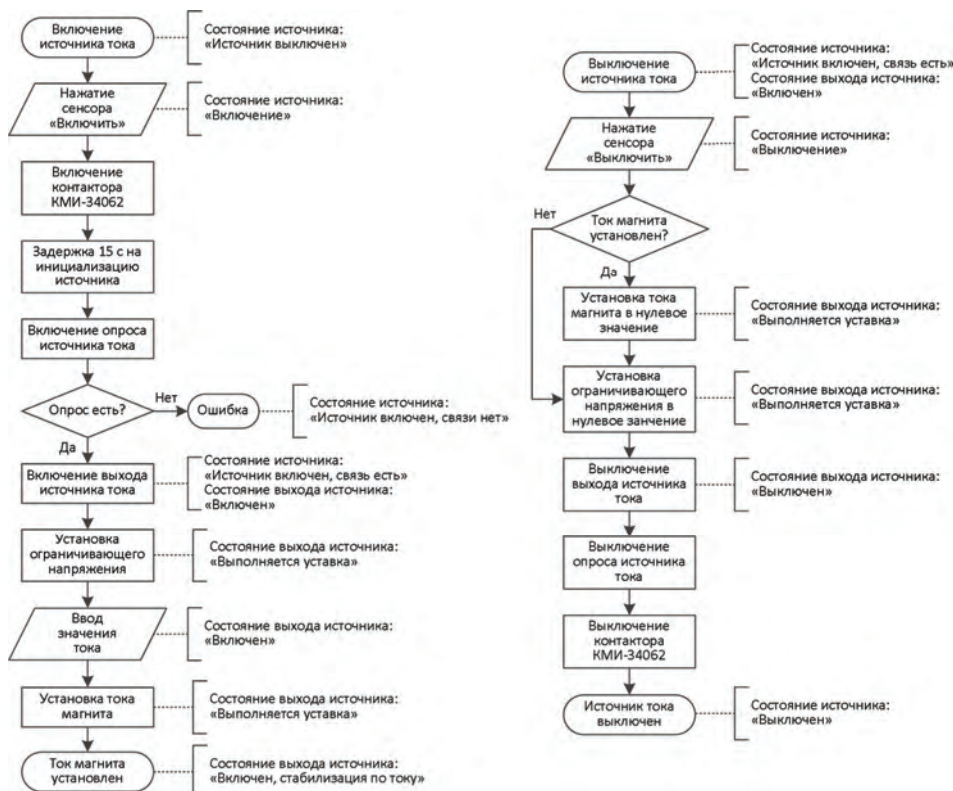 Включение
источника тока
Состояние источника:
«Источник выключен»
Нажатие
сенсора
«Включить»
Состояние источника:
«Включение»
Включение
контактора
КМИ-34062
Задержка 15 с на
инициализацию
источника
Включение опроса
источника тока
Опрос есть?
Нет
Ошибка
Состояние источника:
«Источник включен, связи нет»
Да
Включение выхода
источника тока
Состояние источника:
«Источник включен, связь есть»
Состояние выхода источника:
«Включен»
Установка
ограничивающего
напряжения
Состояние выхода источника:
«Выполняется уставка»
Ввод
значения
тока
Состояние выхода источника:
«Включен»
Установка тока
магнита
Состояние выхода источника:
«Выполняется уставка»
Ток магнита
установлен
Состояние выхода источника:
«Включен, стабилизация по току»
Выключение
источника тока
Состояние источника:
«Источник включен, связь есть»
Состояние выхода источника:
«Включен»
Нажатие
сенсора
«Выключить»
Состояние источника:
«Выключение»
Нет
Ток магнита
установлен?
Да
Установка тока
магнита в нулевое
значение
Состояние выхода источника:
«Выполняется уставка»
Установка
ограничивающего
напряжения в
нулевое занчение
Состояние выхода источника:
«Выполняется уставка»
Выключение
выхода источника
тока
Состояние выхода источника:
«Выключен»
Выключение
опроса источника
тока
Выключение
контактора
КМИ-34062
Источник тока
выключен
Состояние источника:
«Выключен»